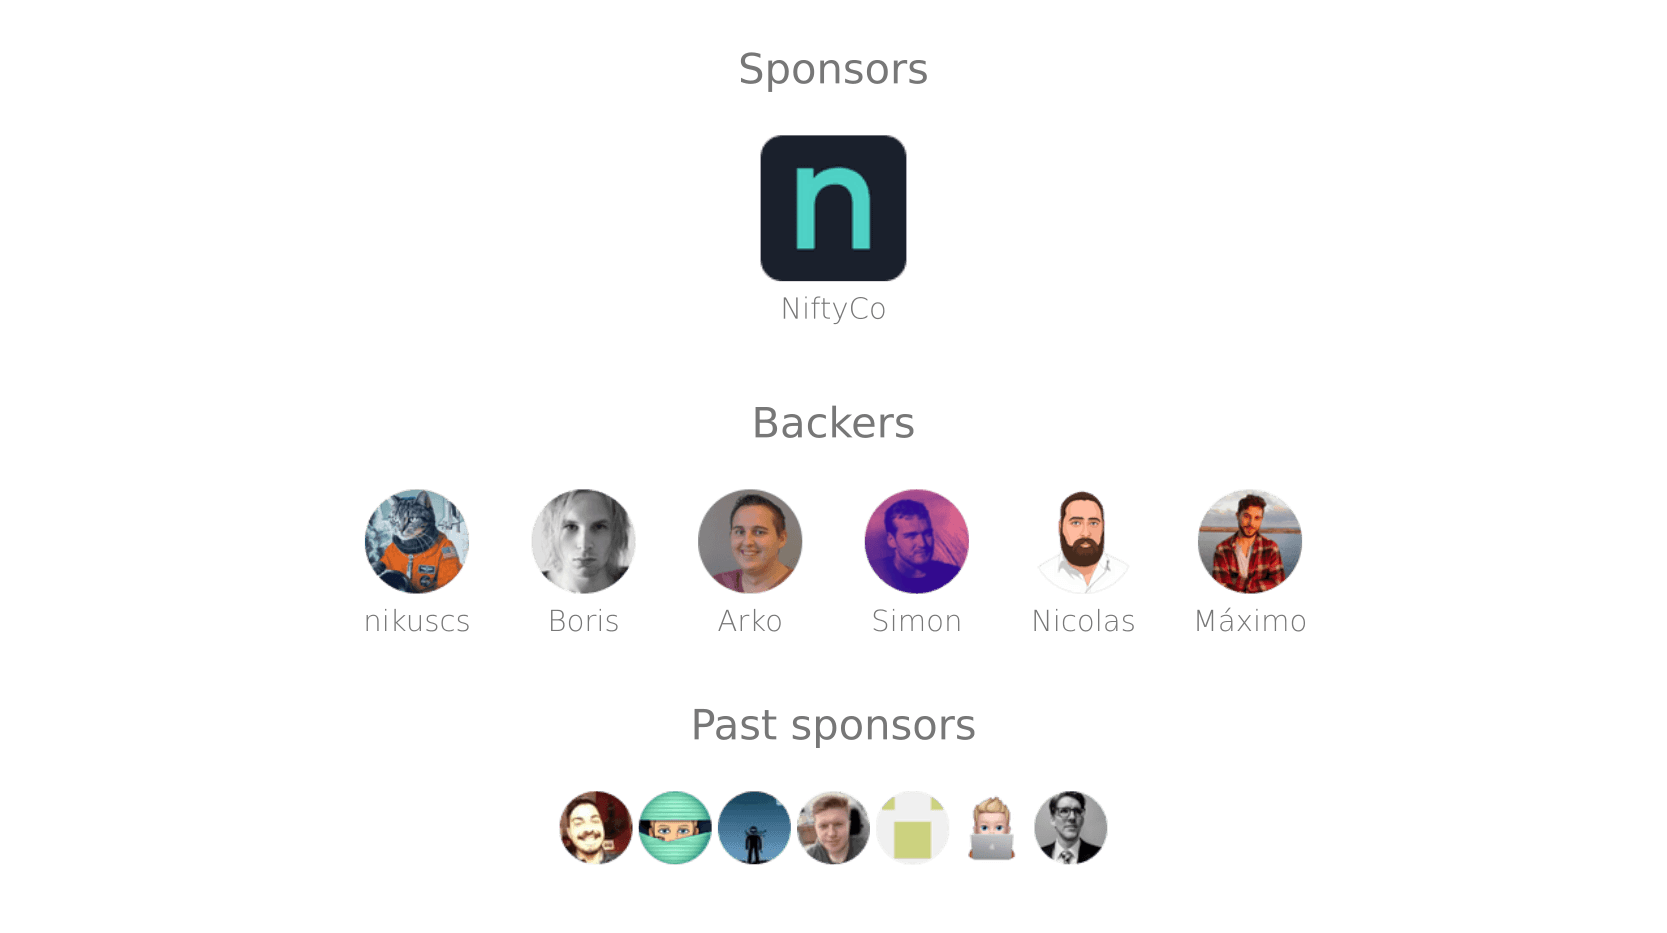 Sponsors
n
NiftyCo
Backers
nikuscs Boris Arko Simon Nicolas Máximo
Past sponsors